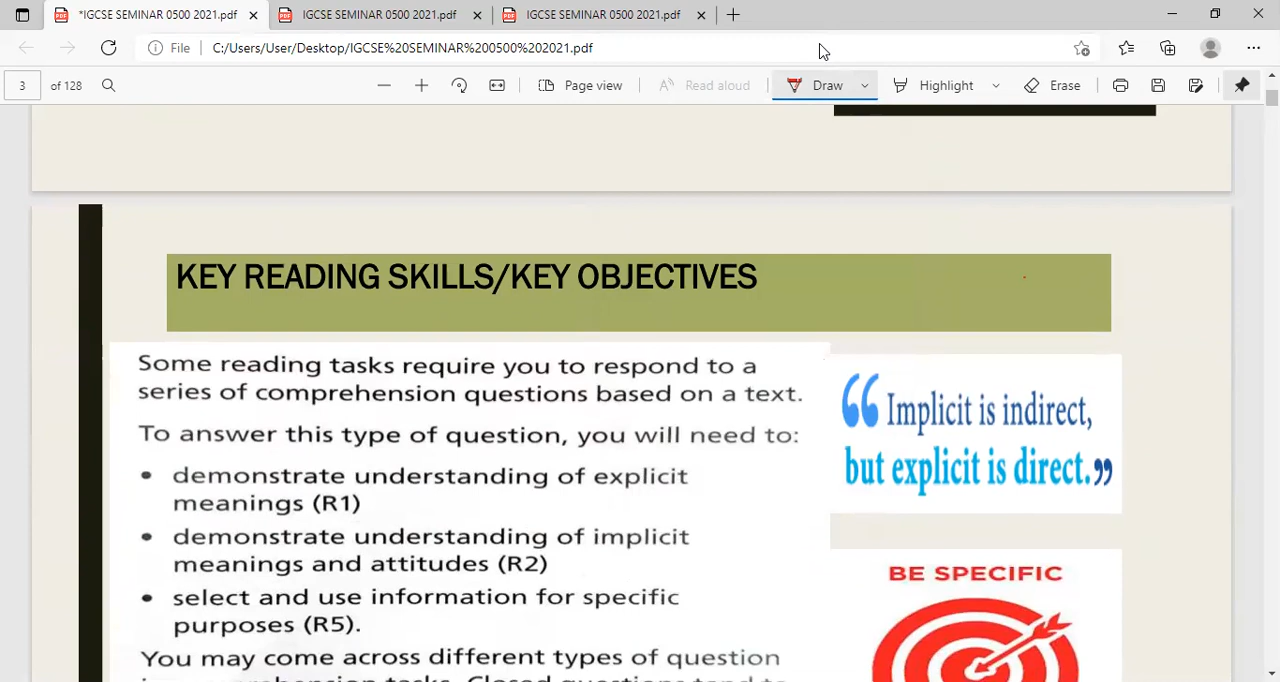 *IGCSE SEMINAR 0500 2021.pdf
IGCSE SEMINAR 0500 2021.pdf
IGCSE SEMINAR 0500 2021.pdf
File
C:/Users/User/Desktop/IGCSE%20SEMINAR%200500%202021.pdf
3 of 128
Page view
Read aloud
Draw
Highlight
Erase
KEY READING SKILLS/KEY OBJECTIVES
Some reading tasks require you to respond to a
series of comprehension questions based on a text.
To answer this type of question, you will need to:
• demonstrate understanding of explicit
meanings (R1)
• demonstrate understanding of implicit
meanings and attitudes (R2)
• select and use information for specific
purposes (R5).
You may come across different types of question
“Implicit is indirect,
but explicit is direct.”
BE SPECIFIC